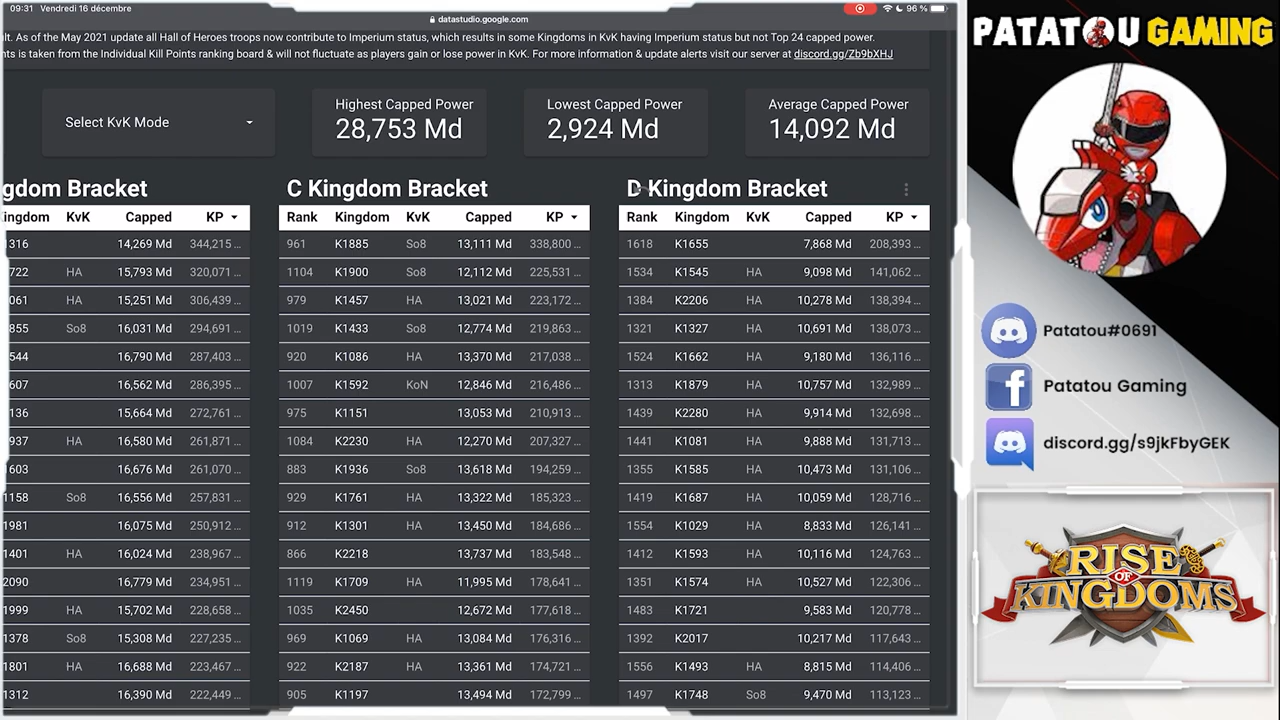 09:31 Vendredi 16 décembre
96 %
datastudio.google.com
ult. As of the May 2021 update all Hall of Heroes troops now contribute to Imperium status, which result in some Kingdoms in KvK having Imperium status but not Top 24 capped power.
nts is taken from the Individual Kill Points ranking board & will not fluctuate as players gain or lose power in KvK. For more information & update alerts visit our server at discord.gg/Zb9bXHJ
Select KvK Mode
Highest Capped Power
28,753 Md
Lowest Capped Power
2,924 Md
Average Capped Power
14,092 Md
gdom Bracket
ingdom KvK Capped KP
316 14,269 Md 344,215 ...
722 HA 15,793 Md 320,071 ...
061 HA 15,251 Md 306,439 ...
855 So8 16,031 Md 294,691 ...
544 16,790 Md 287,403 ...
607 16,562 Md 286,395 ...
136 15,664 Md 272,761 ...
937 HA 16,580 Md 261,871 ...
603 16,676 Md 261,070 ...
1158 So8 16,556 Md 257,831 ...
1981 16,075 Md 250,912 ...
1401 HA 16,024 Md 238,967 ...
2090 16,779 Md 234,951 ...
1999 HA 15,702 Md 228,658 ...
1378 So8 15,308 Md 227,235 ...
1801 HA 16,688 Md 223,467 ...
1312 16,390 Md 222,449 ...
C Kingdom Bracket
Rank Kingdom KvK Capped KP
961 K1885 So8 13,111 Md 338,800 ...
1104 K1900 So8 12,112 Md 225,531 ...
979 K1457 HA 13,021 Md 223,172 ...
1019 K1433 So8 12,774 Md 219,863 ...
920 K1086 HA 13,370 Md 217,038 ...
1007 K1592 KoN 12,846 Md 216,486 ...
975 K1151 13,053 Md 210,913 ...
1084 K2230 HA 12,270 Md 207,327 ...
883 K1936 So8 13,618 Md 194,259 ...
929 K1761 HA 13,322 Md 185,323 ...
912 K1301 HA 13,450 Md 184,686 ...
866 K2218 13,737 Md 183,548 ...
1119 K1709 HA 11,995 Md 178,641 ...
1035 K2450 12,672 Md 177,618 ...
969 K1069 HA 13,084 Md 176,316 ...
922 K2187 HA 13,361 Md 174,721 ...
905 K1197 13,494 Md 172,799 ...
D Kingdom Bracket
Rank Kingdom KvK Capped KP
1618 K1655 7,868 Md 208,393 ...
1534 K1545 HA 9,098 Md 141,062 ...
1384 K2206 HA 10,278 Md 138,394 ...
1321 K1327 HA 10,691 Md 138,073 ...
1524 K1662 HA 9,180 Md 136,116 ...
1313 K1879 HA 10,757 Md 132,989 ...
1439 K2280 HA 9,914 Md 132,698 ...
1441 K1081 HA 9,888 Md 131,713 ...
1355 K1585 HA 10,473 Md 131,106 ...
1419 K1687 HA 10,059 Md 128,716 ...
1554 K1029 HA 8,833 Md 126,141 ...
1412 K1593 HA 10,116 Md 124,763 ...
1351 K1574 HA 10,527 Md 122,306 ...
1483 K1721 9,583 Md 120,778 ...
1392 K2017 10,217 Md 117,643 ...
1556 K1493 HA 8,815 Md 114,406 ...
1497 K1748 So8 9,470 Md 113,123 ...
PATATOU GAMING
Patatou#0691
Patatou Gaming
discord.gg/s9jkFbyGEK
RISE
OF
KINGDOMS